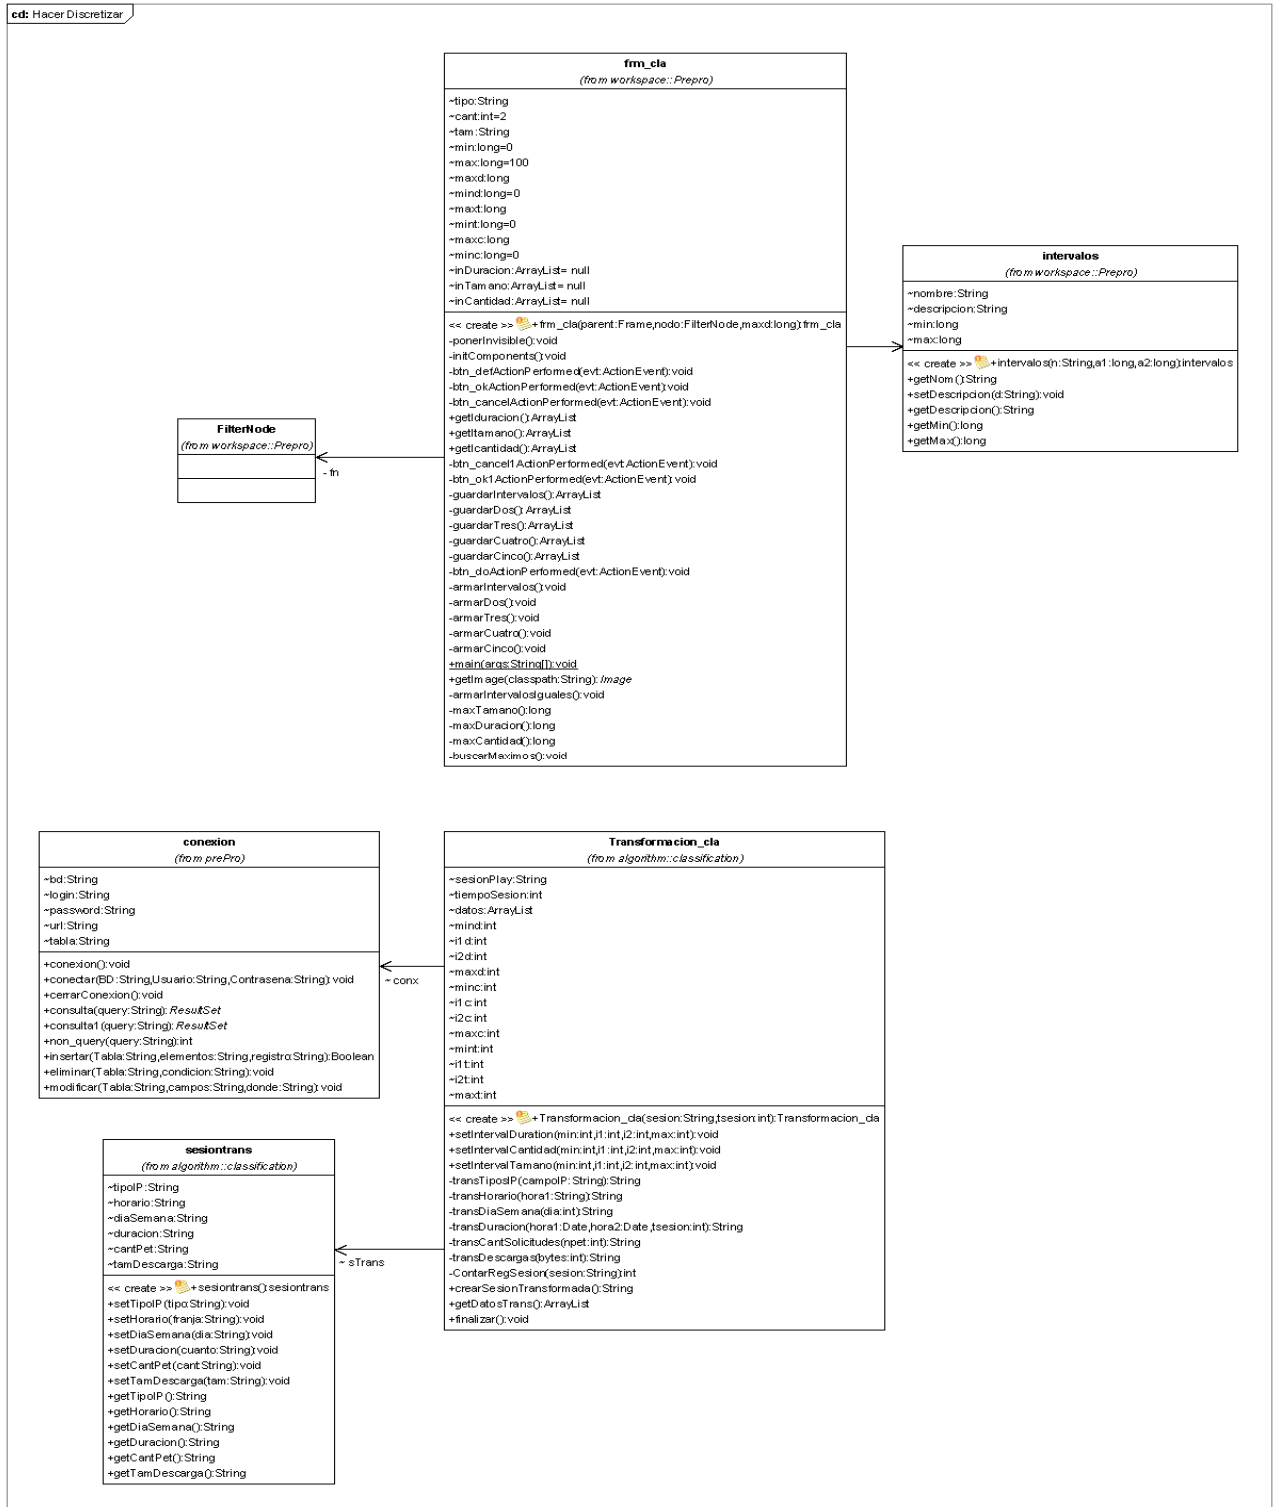 cd: Hacer Discretizar
frm_cla
(from workspace::Prepro)
~tipo:String
~cant:int=2
~tam:String
~min:long=0
~max:long=100
~maxd:long
~mind:long=0
~maxt:long
~mint:long=0
~maxc:long
~minc:long=0
~inDuracion:ArrayList= null
~inTamano:ArrayList= null
~inCantidad:ArrayList= null
<< create >> +frm_cla(parent:Frame,nodo:FilterNode,maxd:long):frm_cla
-ponerInvisible():void
-initComponents():void
-btn_defActionPerformed(evt:ActionEvent):void
-btn_okActionPerformed(evt:ActionEvent):void
-btn_cancelActionPerformed(evt:ActionEvent):void
+getIduracion():ArrayList
+getItamano():ArrayList
+getIcantidad():ArrayList
-btn_cancel1ActionPerformed(evt:ActionEvent):void
-btn_ok1ActionPerformed(evt:ActionEvent):void
-guardarIntervalos():ArrayList
-guardarDos():ArrayList
-guardarTres():ArrayList
-guardarCuatro():ArrayList
-guardarCinco():ArrayList
-btn_doActionPerformed(evt:ActionEvent):void
-armarIntervalos():void
-armarDos():void
-armarTres():void
-armarCuatro():void
-armarCinco():void
+main(args:String[]):void
+getImage(classpath:String):Image
-armarIntervalosIguales():void
-maxTamano():long
-maxDuracion():long
-maxCantidad():long
-buscarMaximos():void
intervalos
(from workspace::Prepro)
~nombre:String
~descripcion:String
~min:long
~max:long
<< create >> +intervalos(n:String,a1:long,a2:long):intervalos
+getNom():String
+setDescripcion(d:String):void
+getDescripcion():String
+getMin():long
+getMax():long
FilterNode
(from workspace::Prepro)
- fn
conexion
(from prePro)
~bd:String
~login:String
~password:String
~url:String
~tabla:String
+conexion():void
+conectar(BD:String,Usuario:String,Contrasena:String):void
+cerrarConexion():void
+consulta(query:String):ResultSet
+consulta1(query:String):ResultSet
+non_query(query:String):int
+insertar(Tabla:String,elementos:String,registro:String):Boolean
+eliminar(Tabla:String,condicion:String):void
+modificar(Tabla:String,campos:String,donde:String):void
~ conx
Transformacion_cla
(from algorithm::classification)
~sesionPlay:String
~tiempoSesion:int
~datos:ArrayList
~mind:int
~i1d:int
~i2d:int
~maxd:int
~minc:int
~i1c:int
~i2c:int
~maxc:int
~mint:int
~i1t:int
~i2t:int
~maxt:int
<< create >> +Transformacion_cla(sesion:String,tsesion:int):Transformacion_cla
+setIntervalDuration(min:int,i1:int,i2:int,max:int):void
+setIntervalCantidad(min:int,i1:int,i2:int,max:int):void
+setIntervalTamano(min:int,i1:int,i2:int,max:int):void
-transTiposIP(campoIP:String):String
-transHorario(hora1:String):String
-transDiaSemana(dia:int):String
-transDuracion(hora1:Date,hora2:Date,tsesion:int):String
-transCantSolicitudes(npet:int):String
-transDescargas(bytes:int):String
-ContarRegSesion(sesion:String):int
+crearSesionTransformada():String
+getDatosTrans():ArrayList
+finalizar():void
sesiontrans
(from algorithm::classification)
~tipoIP:String
~horario:String
~diaSemana:String
~duracion:String
~cantPet:String
~tamDescarga:String
<< create >> +sesiontrans():sesiontrans
+setTipoIP(tipo:String):void
+setHorario(franja:String):void
+setDiaSemana(dia:String):void
+setDuracion(cuanto:String):void
+setCantPet(cant:String):void
+setTamDescarga(tam:String):void
+getTipoIP():String
+getHorario():String
+getDiaSemana():String
+getDuracion():String
+getCantPet():String
+getTamDescarga():String
~ sTrans